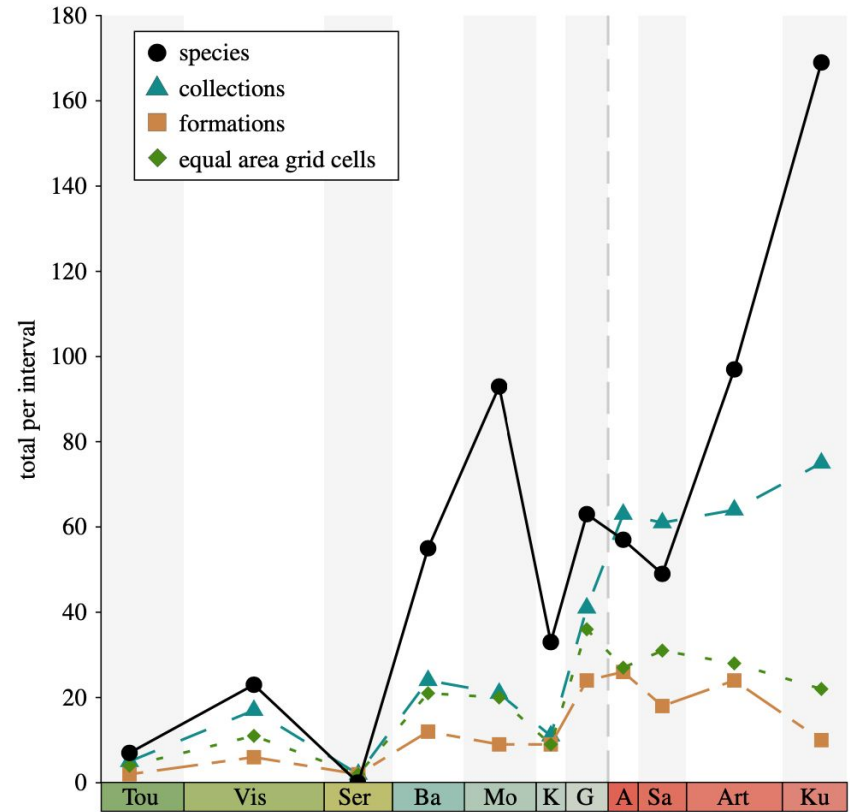 180
160
140
120
100
80
60
40
20
0
total per interval
species
collections
formations
equal area grid cells
Tou Vis Ser Ba Mo K G A Sa Art Ku